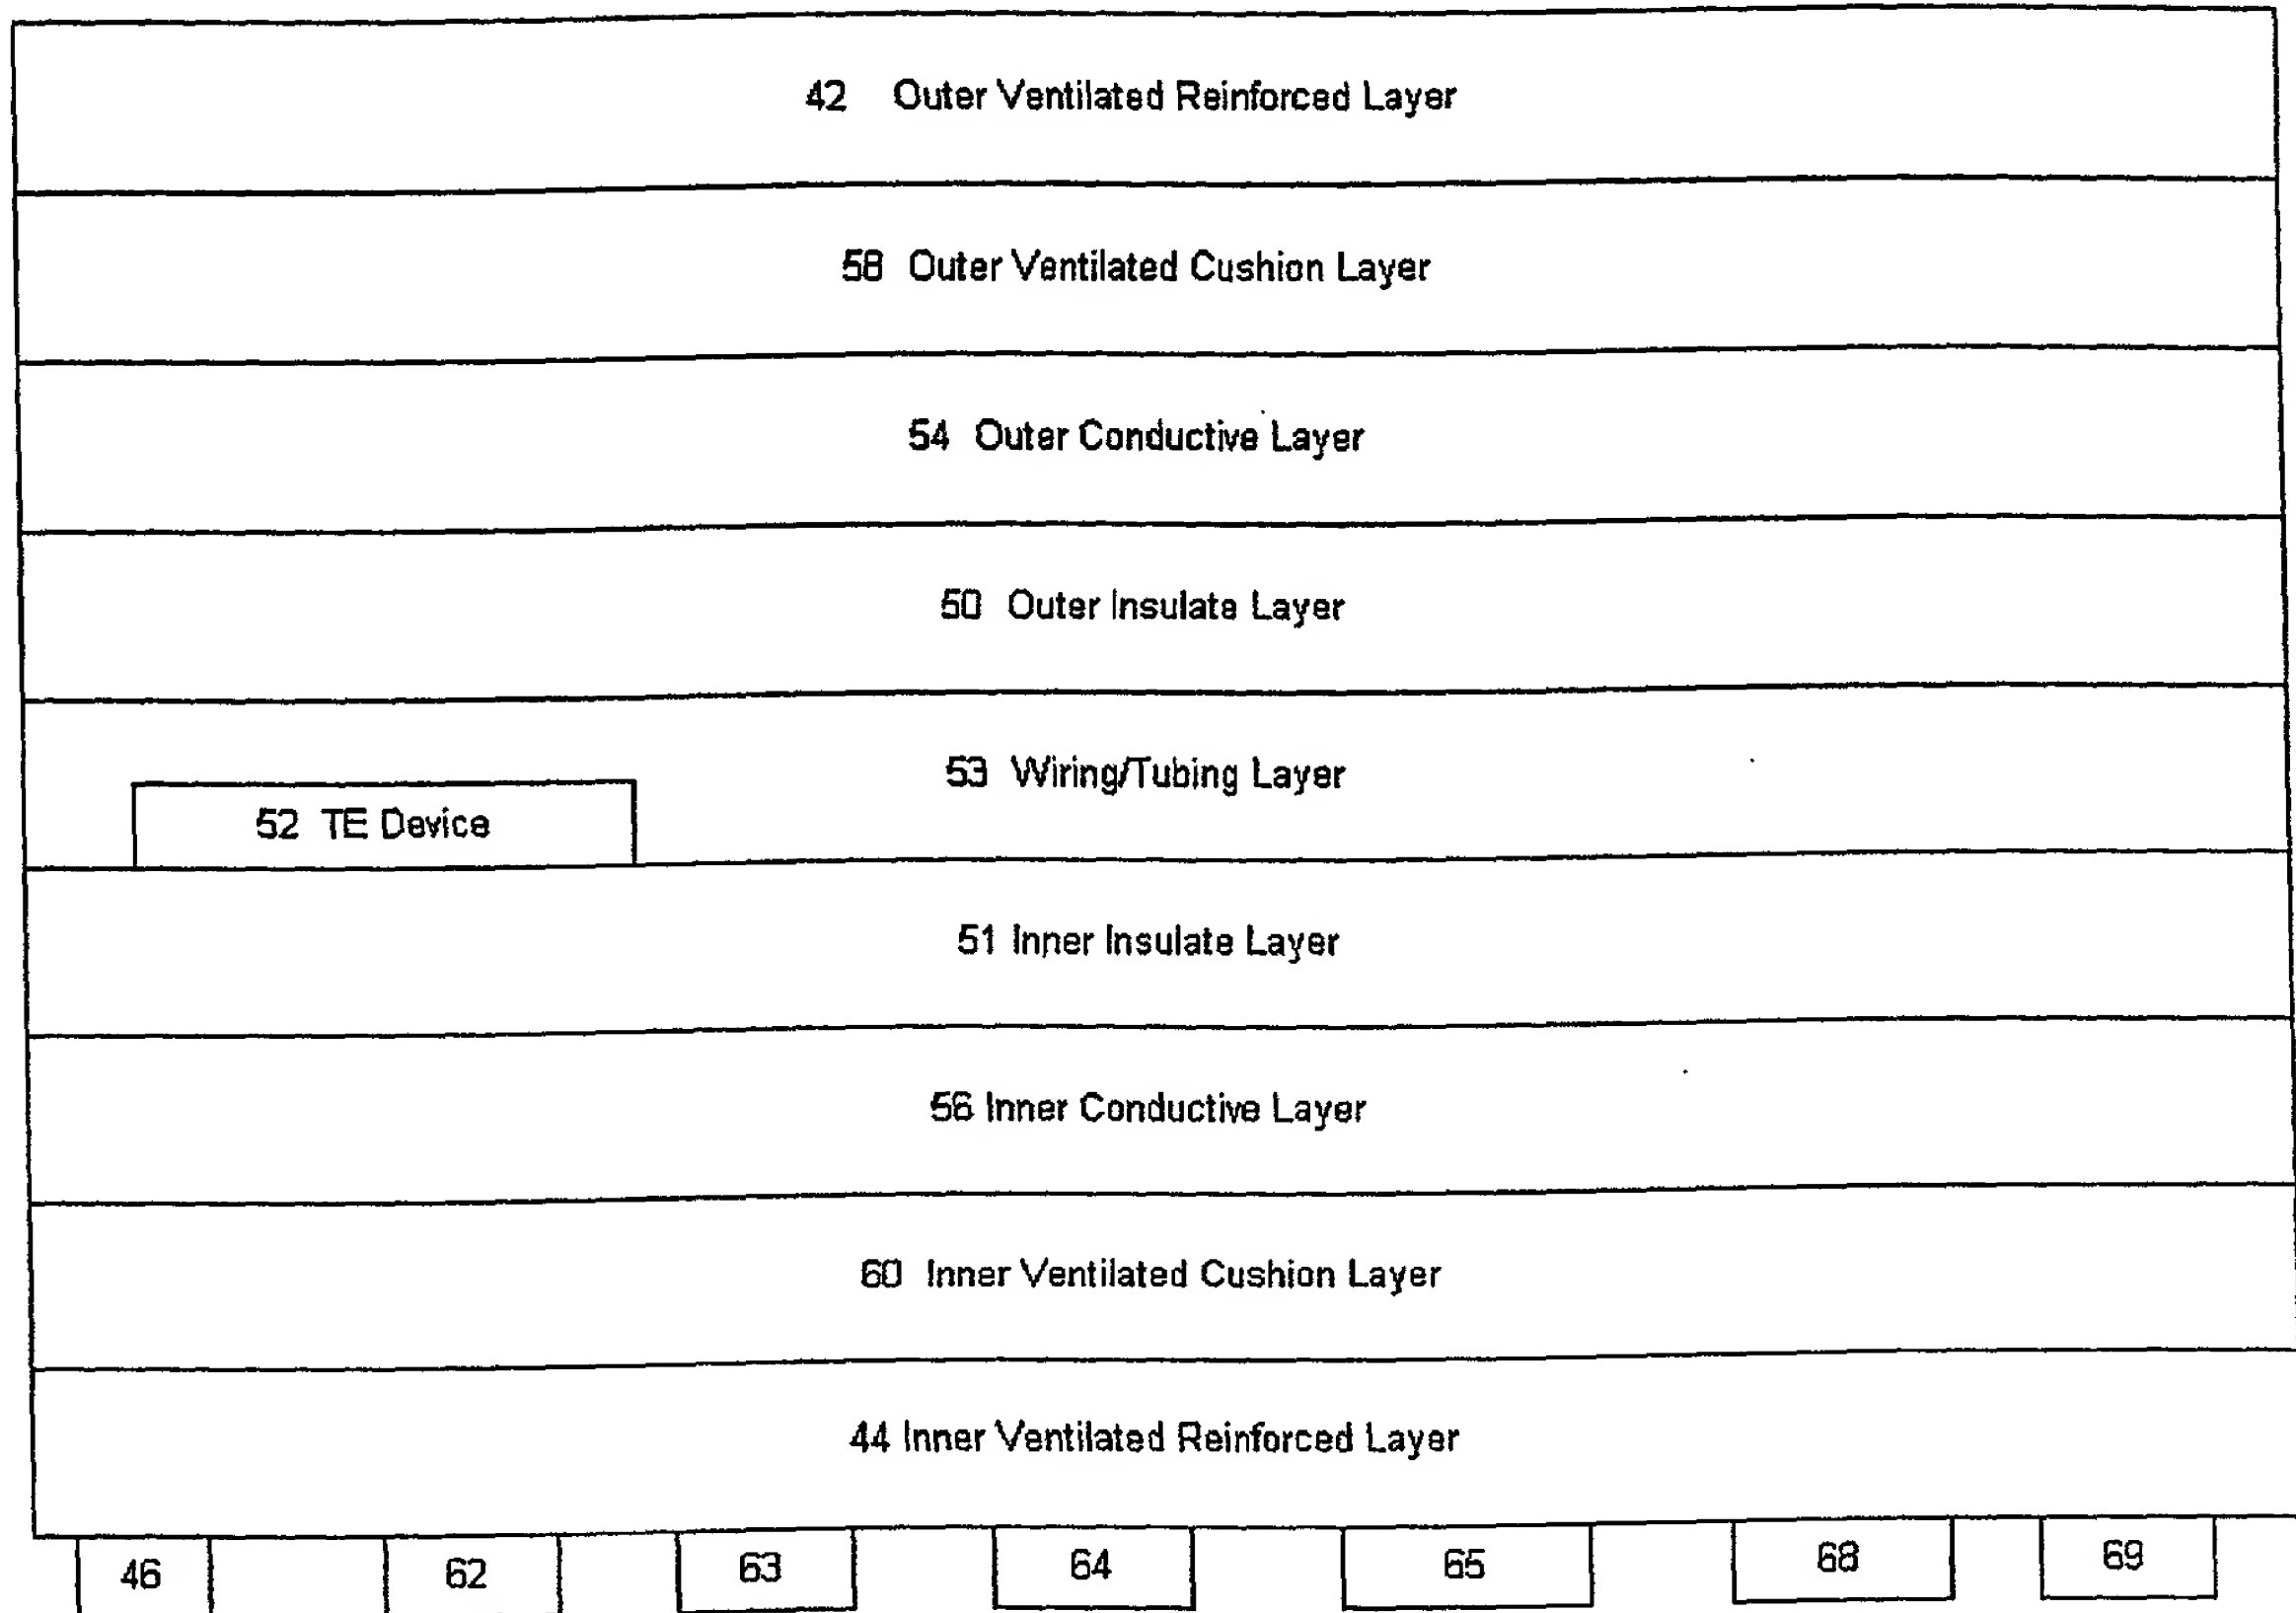 42 Outer Ventilated Reinforced Layer
58 Outer Ventilated Cushion Layer
54 Outer Conductive Layer
50 Outer Insulate Layer
53 Wiring/Tubing Layer
52 TE Device
51 Inner Insulate Layer
56 Inner Conductive Layer
60 Inner Ventilated Cushion Layer
44 Inner Ventilated Reinforced Layer
46 62 63 64 65 68 69